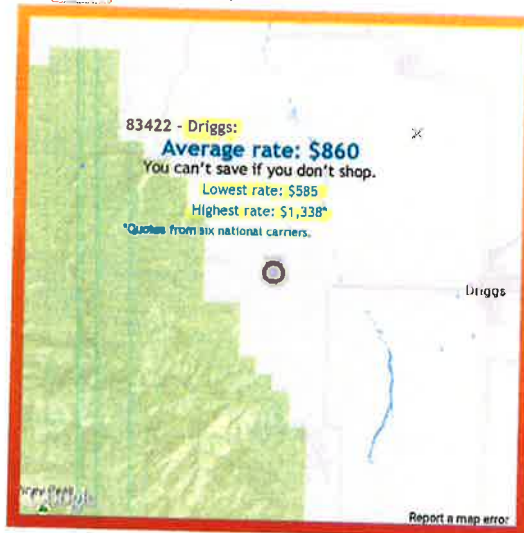 83422 - Driggs:
Average rate: $860
You can't save if you don't shop.
Lowest rate: $585
Highest rate: $1,338*
*Quotes from six national carriers.
Driggs
Report a map error